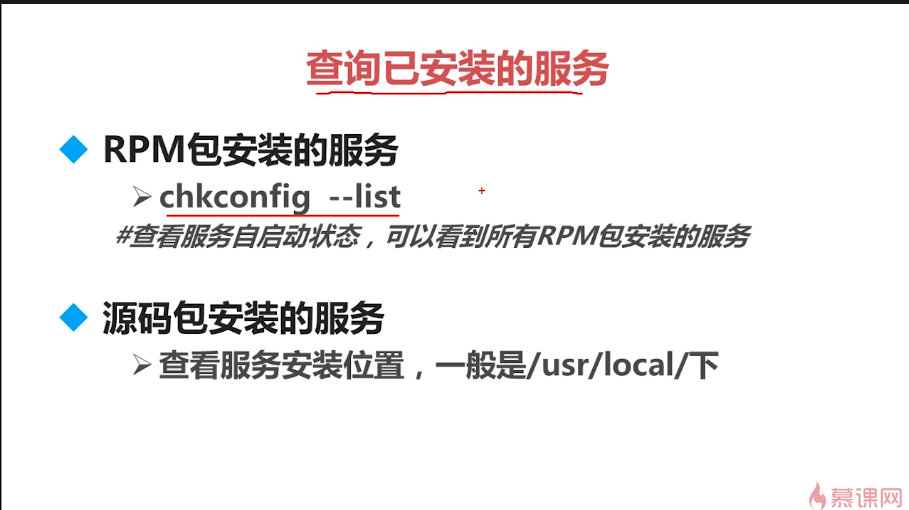 查询已安装的服务
RPM包安装的服务
chkconfig --list
#查看服务自启动状态，可以看到所有RPM包安装的服务
源码包安装的服务
查看服务安装位置，一般是/usr/local/下
慕课网